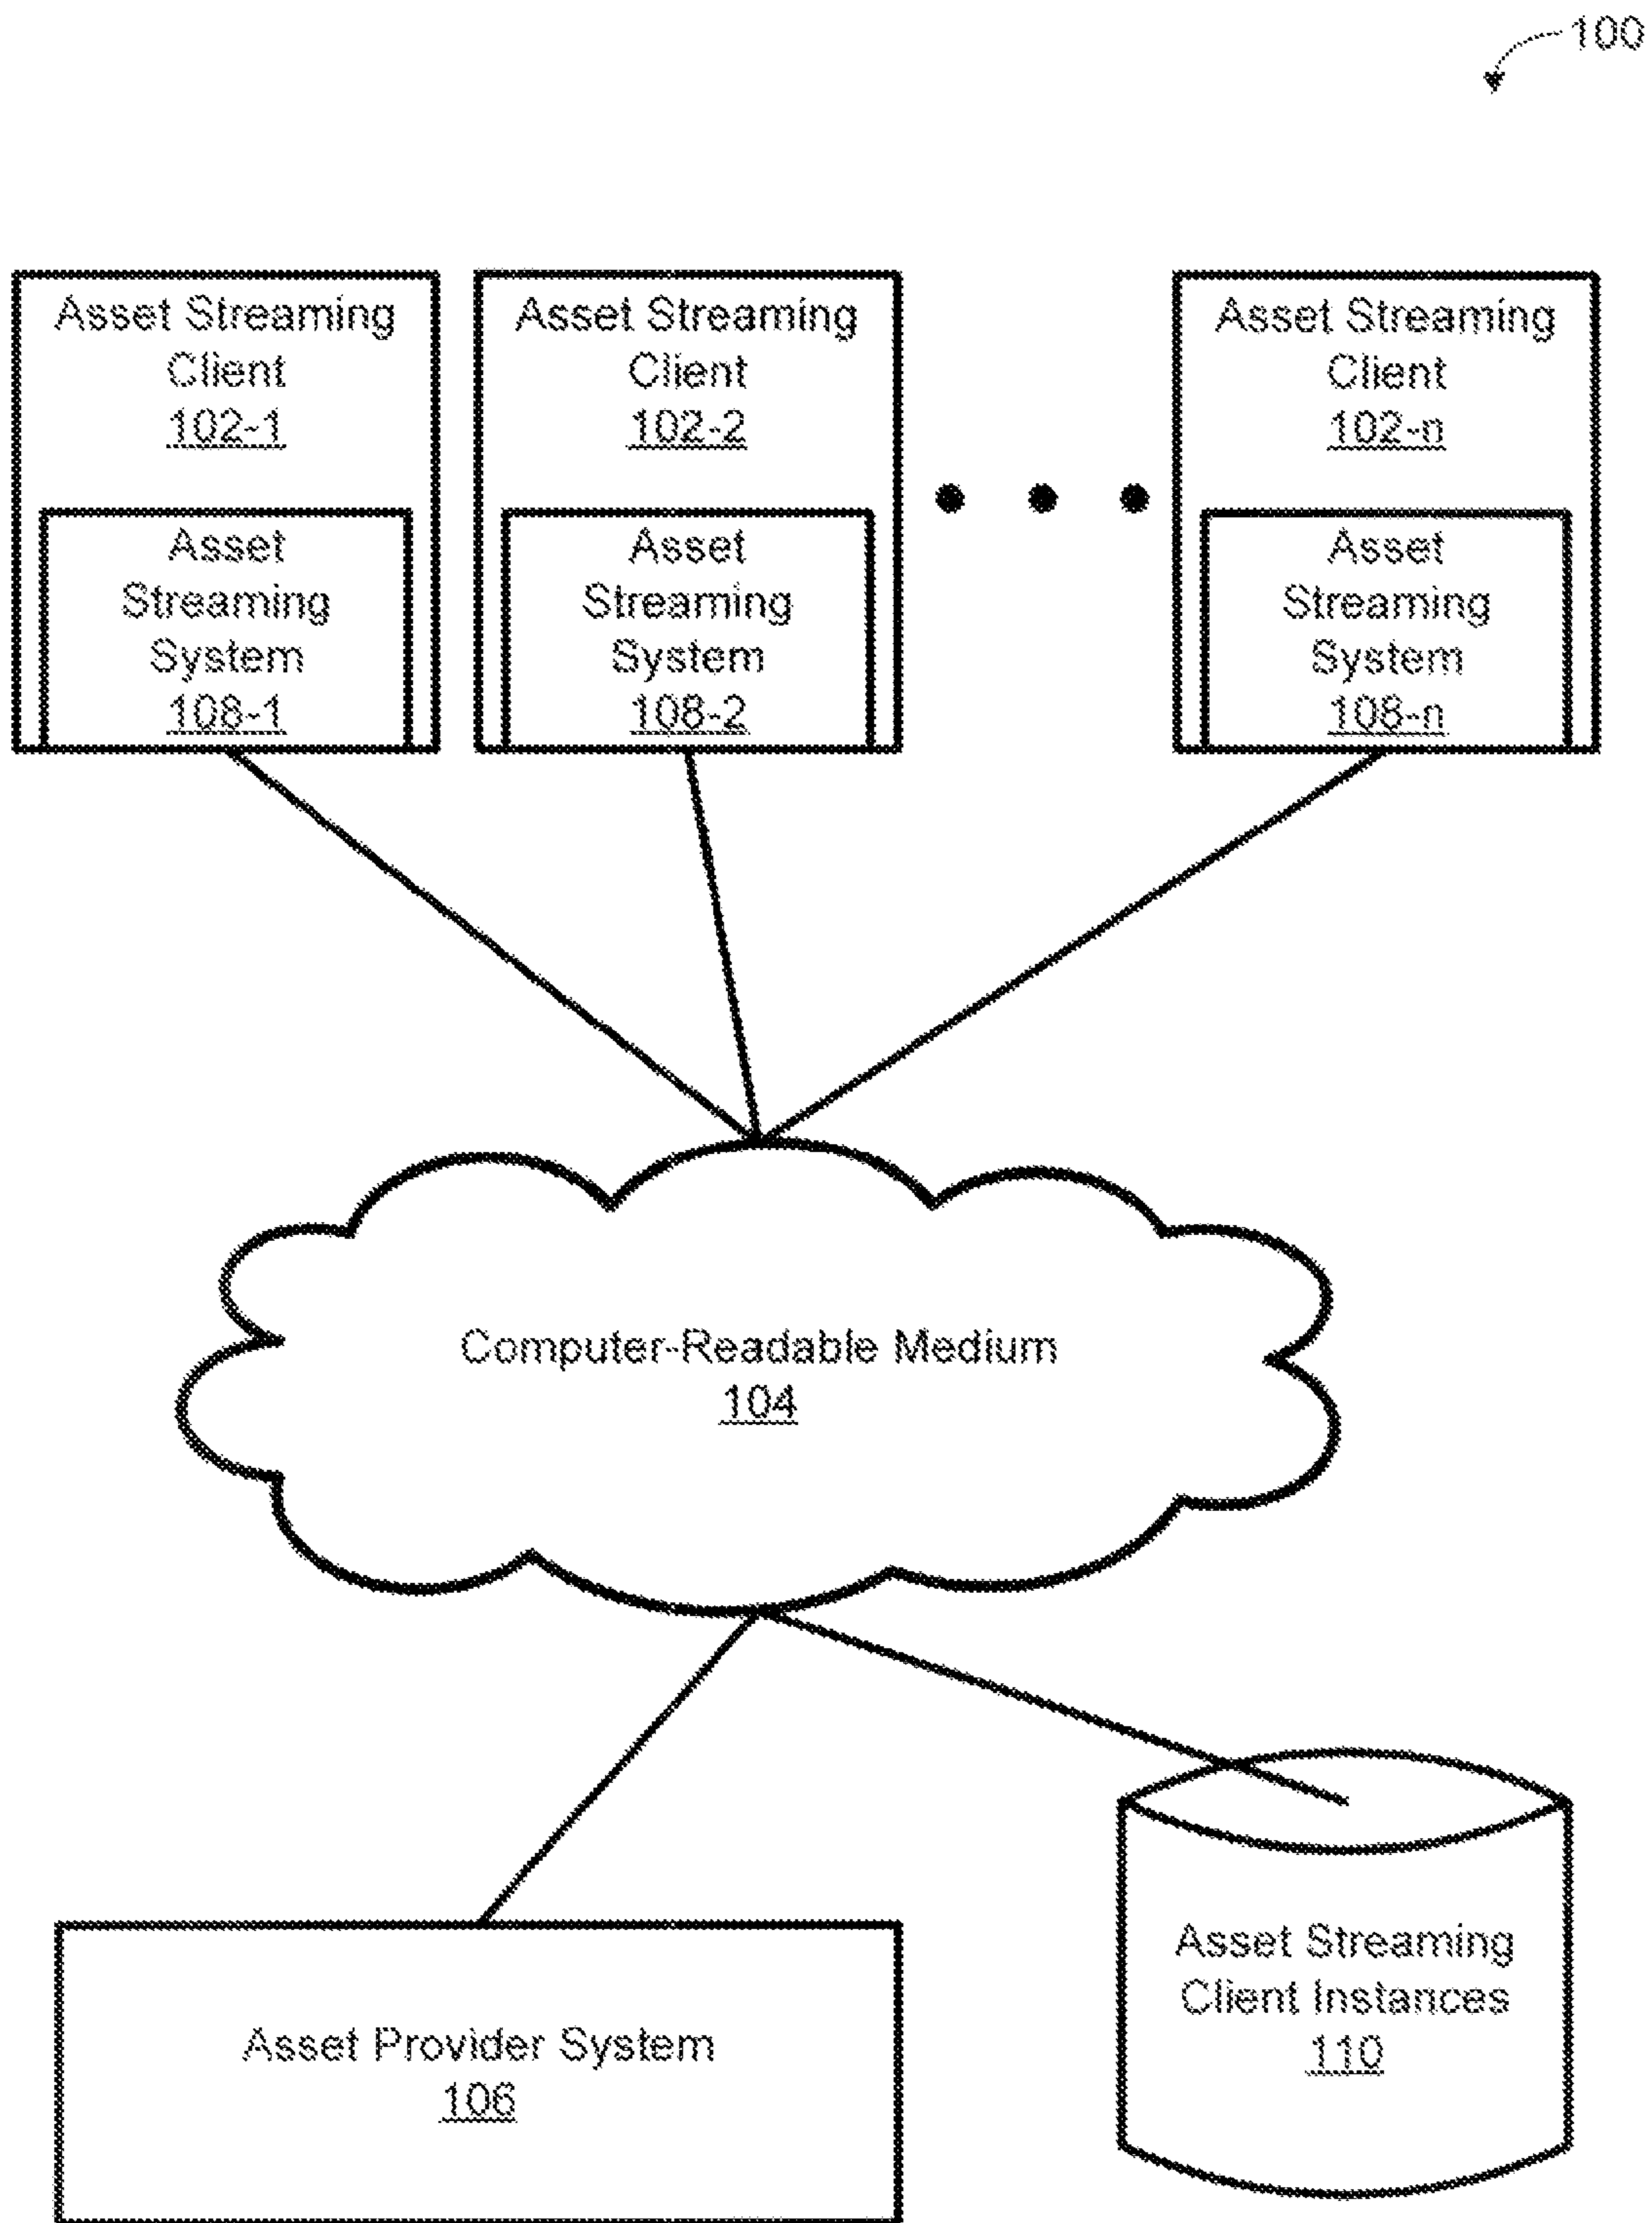 100
Asset Streaming
Client
102-1
Asset
Streaming
System
108-1
Asset Streaming
Client
102-2
Asset
Streaming
System
108-2
Asset Streaming
Client
102-n
Asset
Streaming
System
108-n
Computer-Readable Medium
104
Asset Provider System
106
Asset Streaming
Client Instances
110